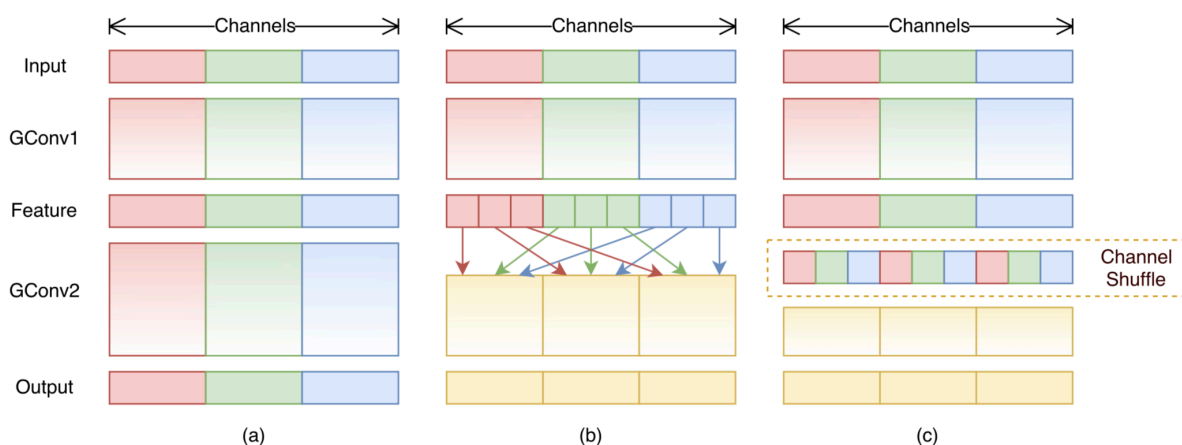 Channels
Channels
Channels
Input
GConv1
Feature
GConv2
Channel
Shuffle
Output
(a)
(b)
(c)